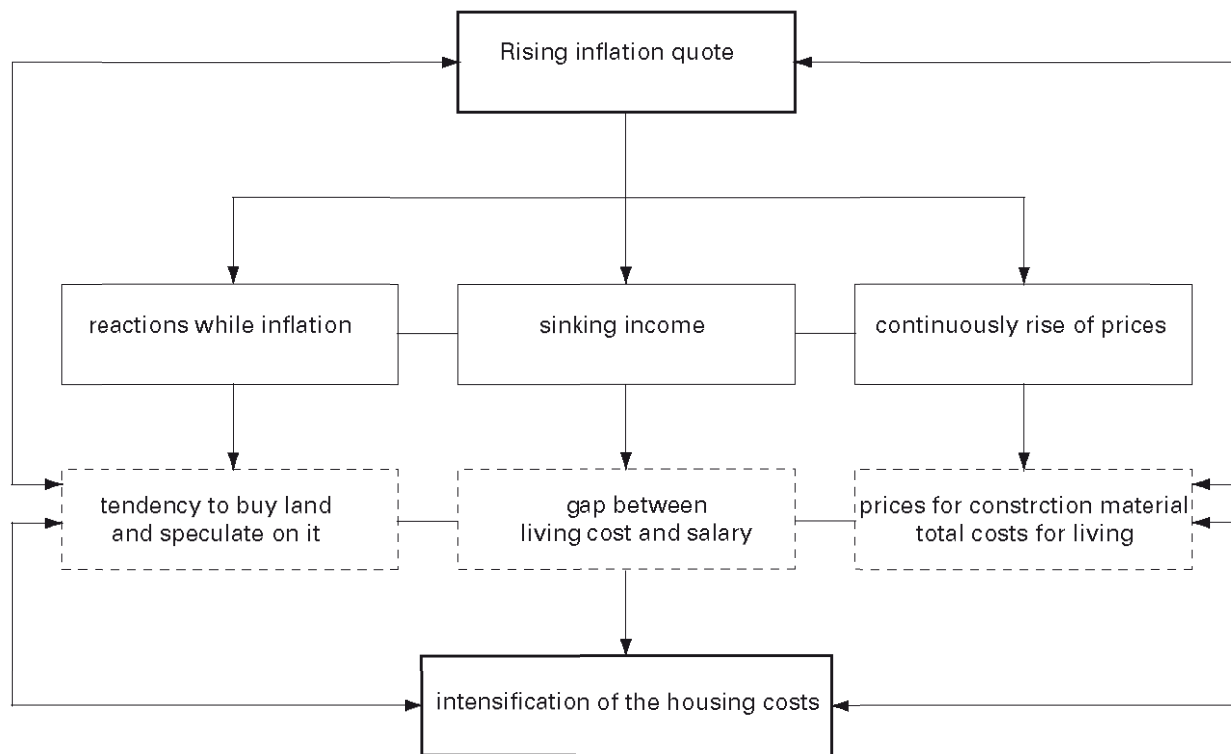 Rising inflation quote
reactions while inflation
sinking income
continuously rise of prices
tendency to buy land
and speculate on it
gap between
living cost and salary
prices for constrction material
total costs for living
intensification of the housing costs